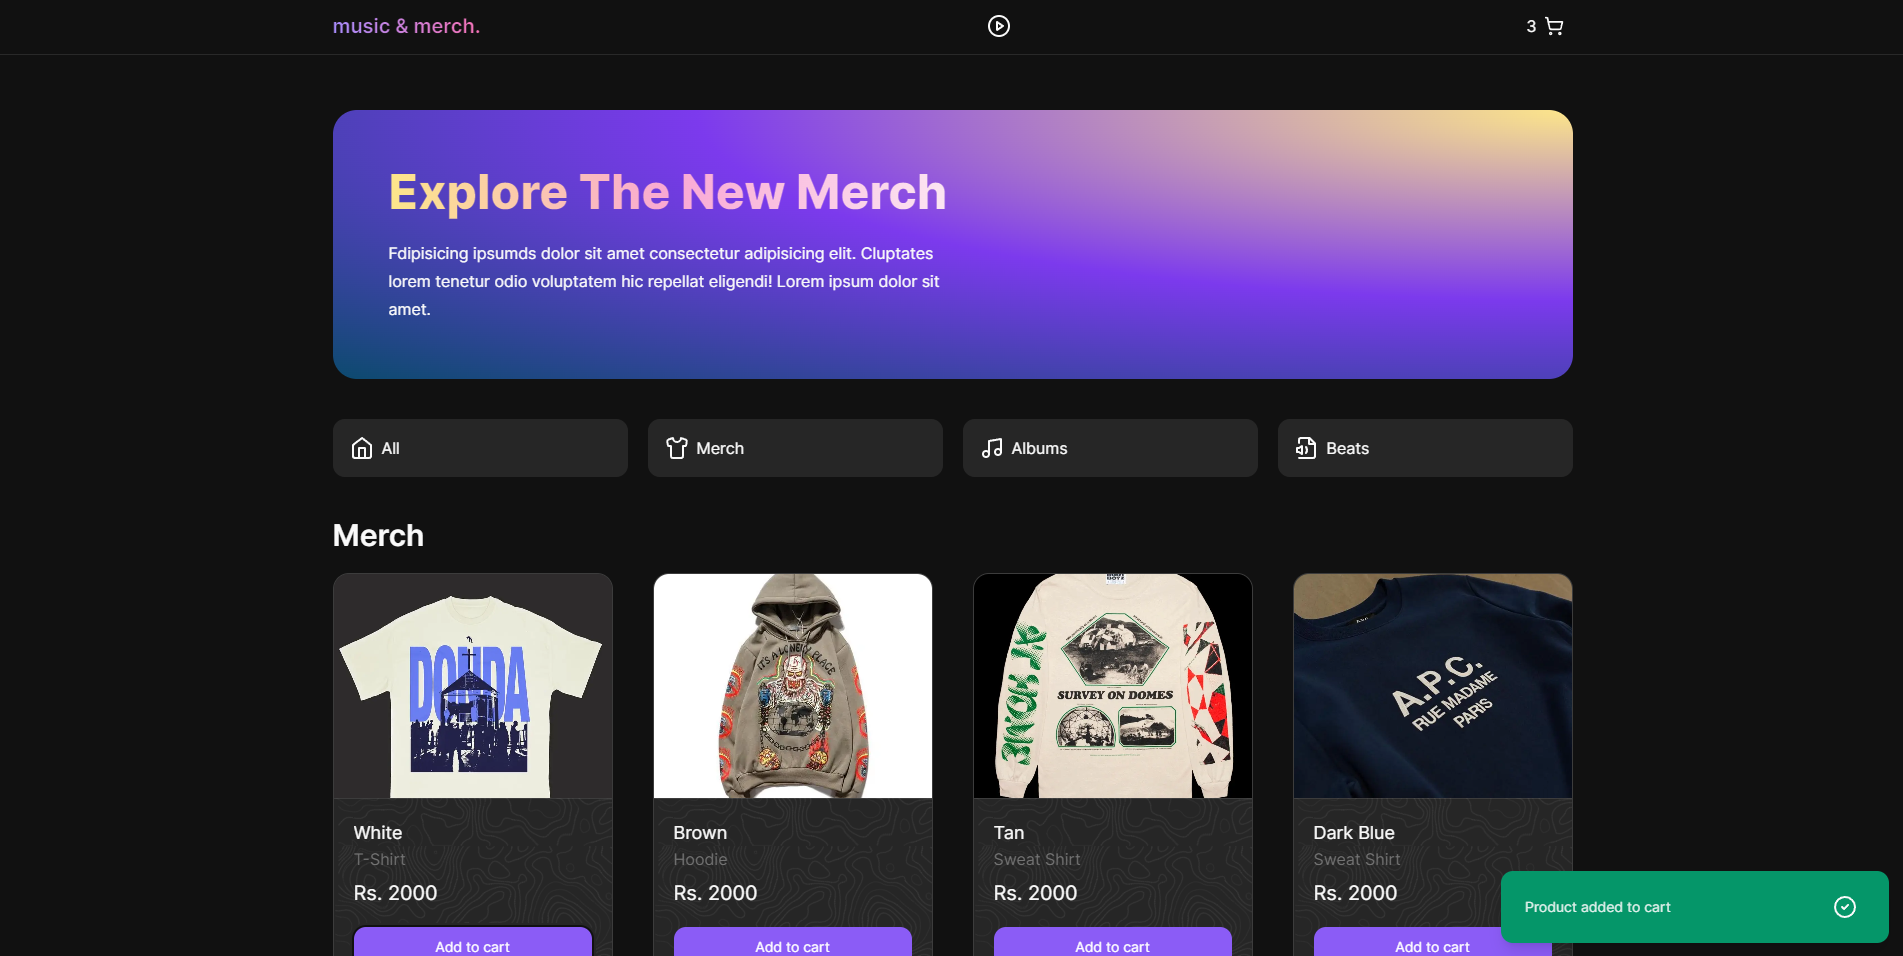 music & merch.
3
Explore The New Merch
Fdipisicing ipsumds dolor sit amet consectetur adipisicing elit. Cluptates
lorem tenetur odio voluptatem hic repellat eligendi! Lorem ipsum dolor sit
amet.
All
Merch
Albums
Beats
Merch
DONDA
IT'S A LONELY PLACE
SURVEY ON DOMES
A.P.C.
RUE MADAME
PARIS
White
T-Shirt
Rs. 2000
Add to cart
Brown
Hoodie
Rs. 2000
Add to cart
Tan
Sweat Shirt
Rs. 2000
Add to cart
Dark Blue
Sweat Shirt
Rs. 2000
Add to cart
Product added to cart